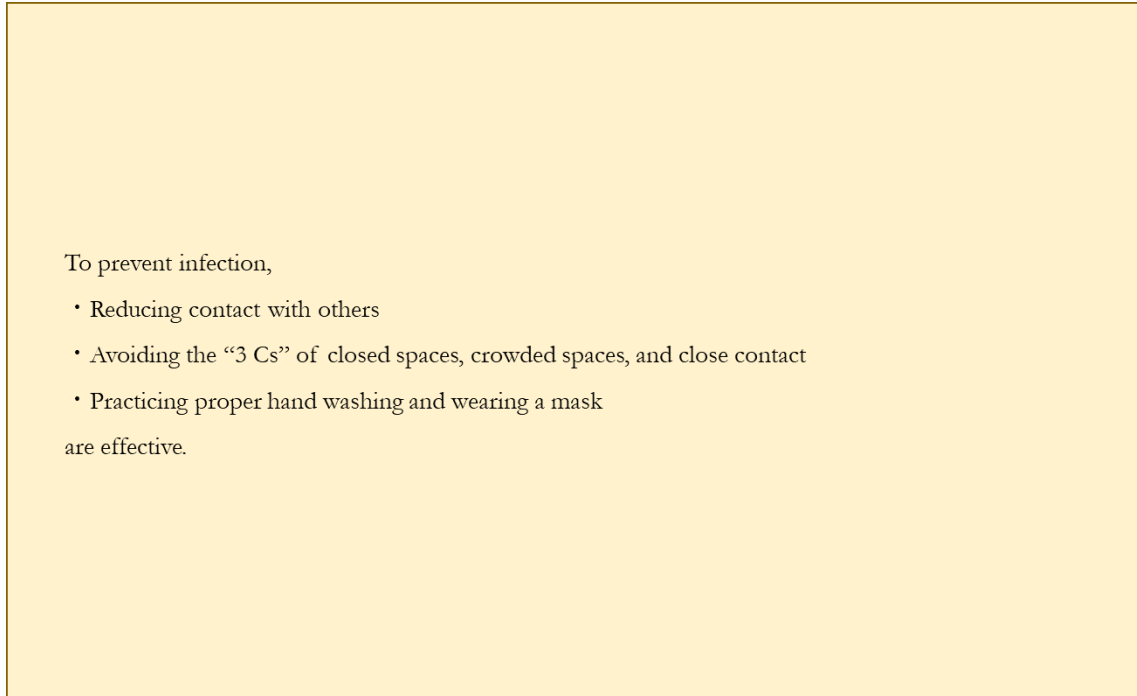 To prevent infection,
・Reducing contact with others
・Avoiding the “3 Cs” of closed spaces, crowded spaces, and close contact
・Practicing proper hand washing and wearing a mask
are effective.